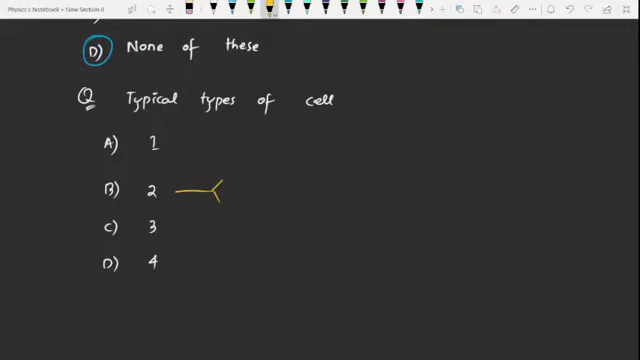 Physics's Notebook » New Section 6
D) None of these
Q Typical types of cell
A) 1
B) 2
C) 3
D) 4